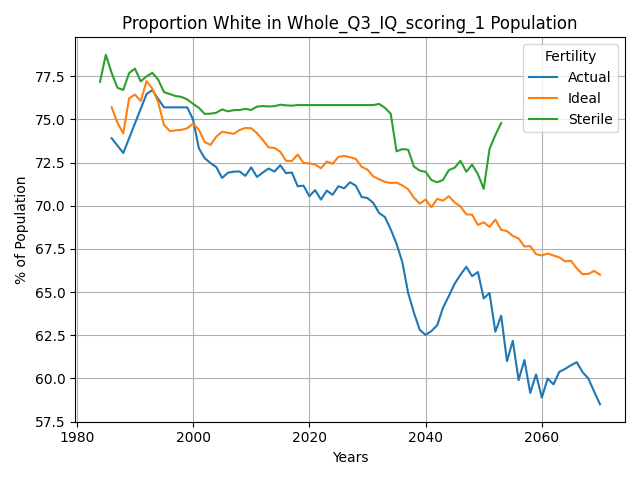 Proportion White in Whole_Q3_IQ_scoring_1 Population
Fertility
Actual
Ideal
Sterile
% of Population
77.5
75.0
72.5
70.0
67.5
65.0
62.5
60.0
57.5
1980
2000
2020
2040
2060
Years